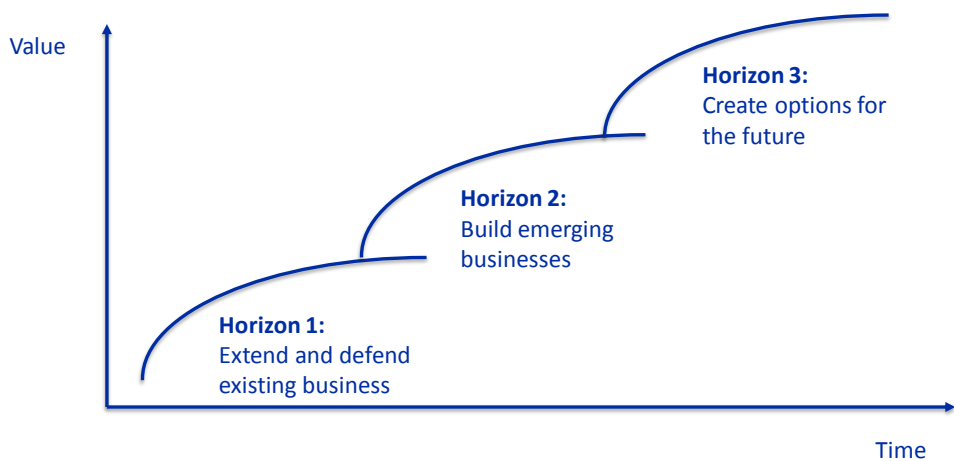 Value
Horizon 3:
Create options for
the future
Horizon 2:
Build emerging
businesses
Horizon 1:
Extend and defend
existing business
Time